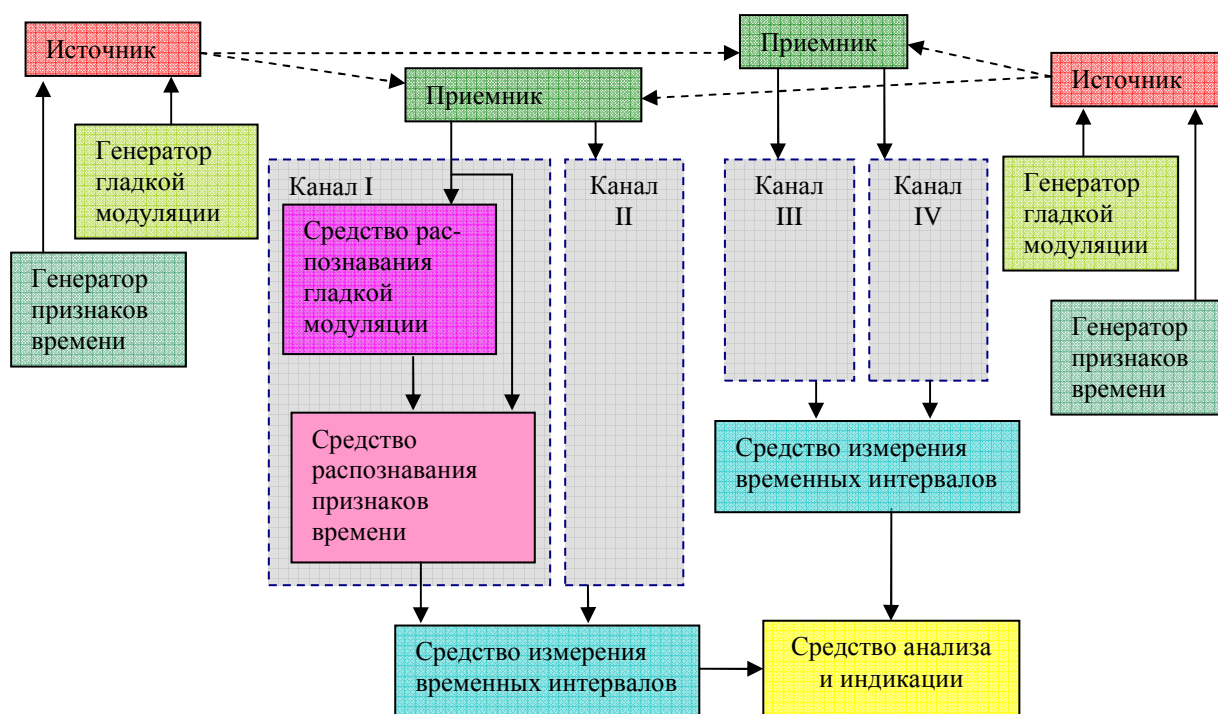 Источник
Приемник
Приемник
Источник
Генератор
гладкой
модуляции
Генератор
признаков
времени
Канал I
Средство рас-
познавания
гладкой
модуляции
Средство
распознавания
признаков
времени
Канал
II
Канал
III
Канал
IV
Генератор
гладкой
модуляции
Генератор
признаков
времени
Средство измерения
временных интервалов
Средство измерения
временных интервалов
Средство анализа
и индикации